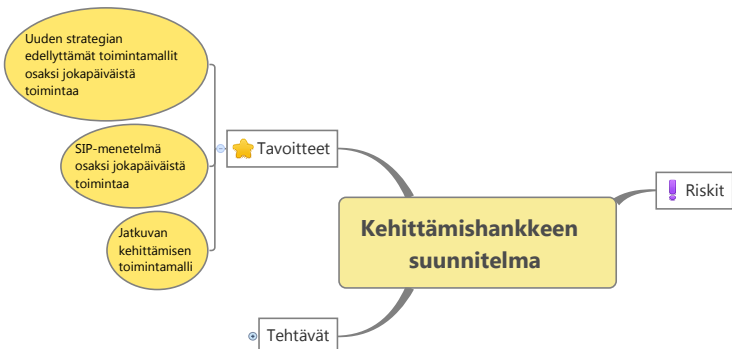 Uuden strategian
edellyttämät toimintamallit
osaksi jokapäiväistä
toimintaa
SIP-menetelmä
osaksi jokapäiväistä
toimintaa
Jatkuvan
kehittämisen
toimintamalli
Tavoitteet
Kehittämishankkeen
suunnitelma
Riskit
Tehtävät